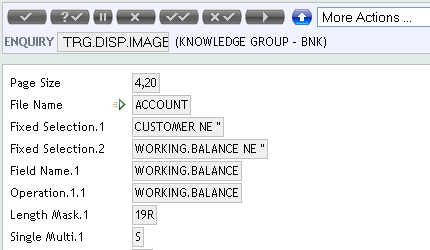 More Actions ...
ENQUIRY TRG.DISP.IMAGE (KNOWLEDGE GROUP - BNK)
Page Size 4,20
File Name ACCOUNT
Fixed Selection.1 CUSTOMER NE "
Fixed Selection.2 WORKING.BALANCE NE "
Field Name.1 WORKING.BALANCE
Operation.1.1 WORKING.BALANCE
Length Mask.1 19R
Single Multi.1 S